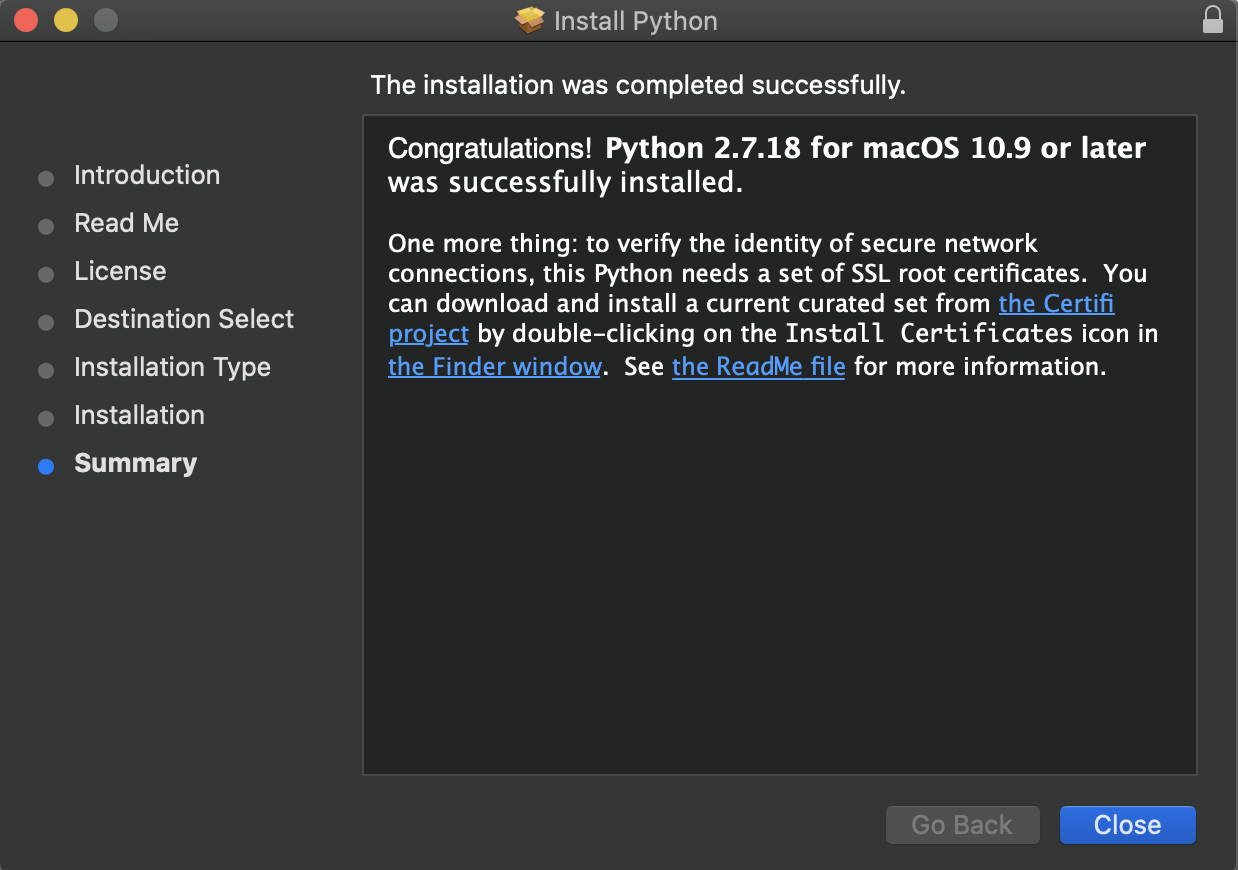 Install Python
The installation was completed successfully.
Introduction
Read Me
License
Destination Select
Installation Type
Installation
Summary
Congratulations! Python 2.7.18 for macOS 10.9 or later
was successfully installed.
One more thing: to verify the identity of secure network
connections, this Python needs a set of SSL root certificates. You
can download and install a current curated set from the Certifi
project by double-clicking on the Install Certificates icon in
the Finder window. See the ReadMe file for more information.
Go Back
Close